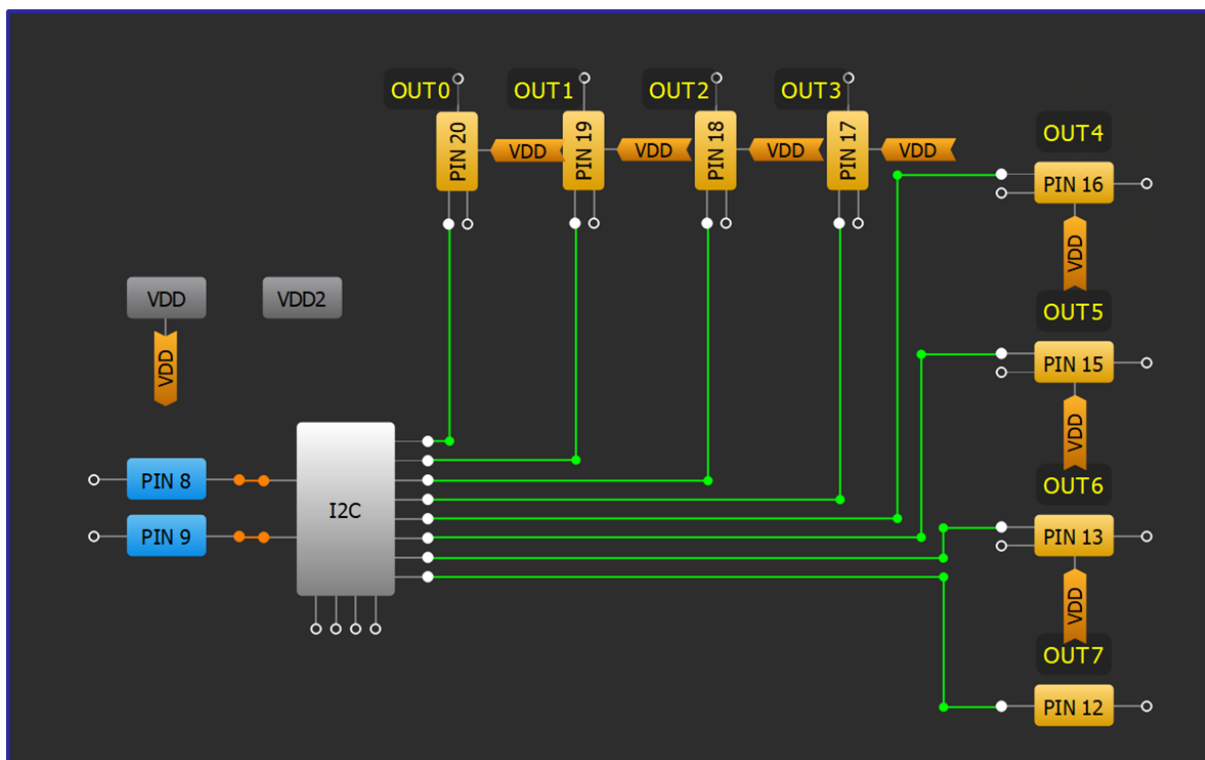 OUT0
OUT1
OUT2
OUT3
PIN 20
VDD
PIN 19
VDD
PIN 18
VDD
PIN 17
VDD
OUT4
PIN 16
VDD
OUT5
PIN 15
VDD
OUT6
PIN 13
VDD
OUT7
PIN 12
VDD
VDD2
VDD
PIN 8
PIN 9
I2C